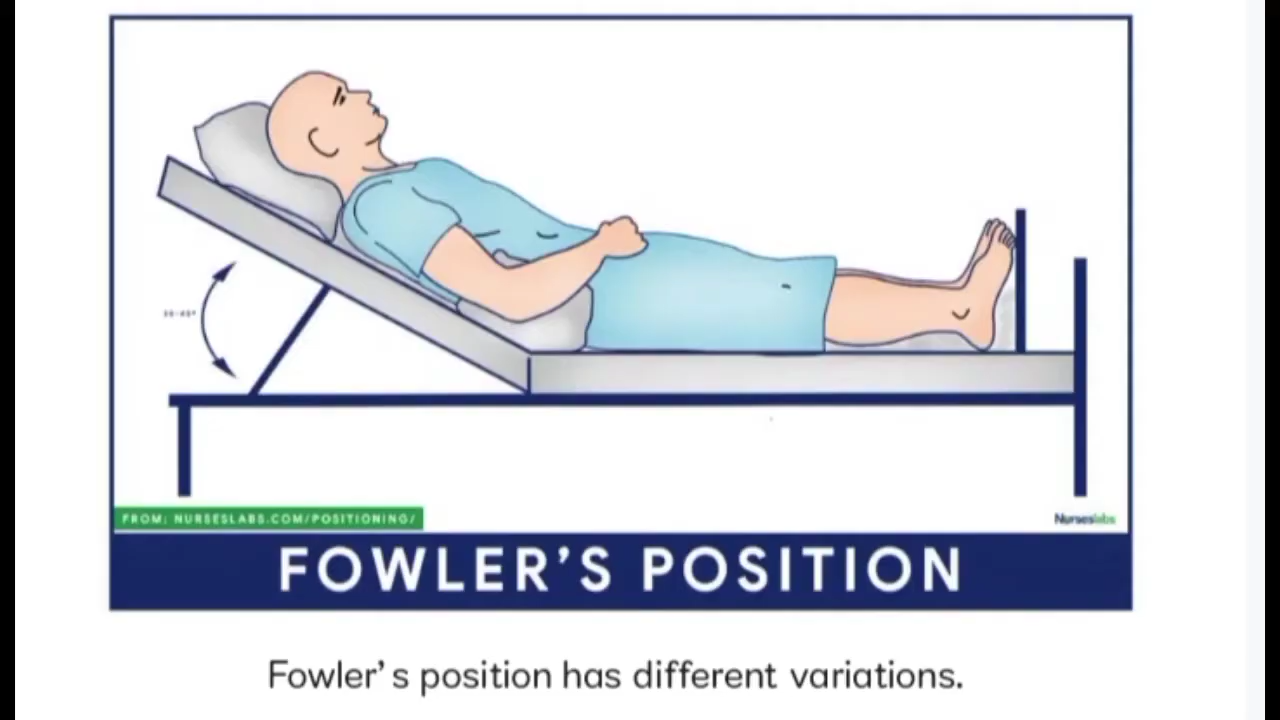 FROM: NURSESLABS.COM/POSITIONING/
Nurseslabs
FOWLER'S POSITION
Fowler's position has different variations.